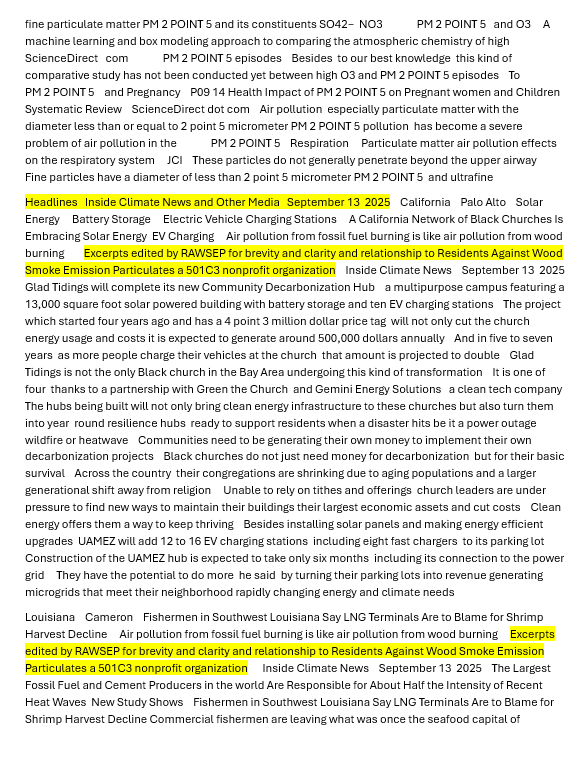 fine particulate matter PM 2 POINT 5 and its constituents SO42− NO3 PM 2 POINT 5 and O3 A
machine learning and box modeling approach to comparing the atmospheric chemistry of high
ScienceDirect com PM 2 POINT 5 episodes Besides to our best knowledge this kind of
comparative study has not been conducted yet between high O3 and PM 2 POINT 5 episodes To
PM 2 POINT 5 and Pregnancy P09 14 Health Impact of PM 2 POINT 5 on Pregnant women and Children
Systematic Review ScienceDirect dot com Air pollution especially particulate matter with the
diameter less than or equal to 2 point 5 micrometer PM 2 POINT 5 pollution has become a severe
problem of air pollution in the PM 2 POINT 5 Respiration Particulate matter air pollution effects
on the respiratory system JCI These particles do not generally penetrate beyond the upper airway
Fine particles have a diameter of less than 2 point 5 micrometer PM 2 POINT 5 and ultrafine
Headlines Inside Climate News and Other Media September 13 2025 California Palo Alto Solar
Energy Battery Storage Electric Vehicle Charging Stations A California Network of Black Churches Is
Embracing Solar Energy EV Charging Air pollution from fossil fuel burning is like air pollution from wood
burning Excerpts edited by RAWSEP for brevity and clarity and relationship to Residents Against Wood
Smoke Emission Particulates a 501C3 nonprofit organization Inside Climate News September 13 2025
Glad Tidings will complete its new Community Decarbonization Hub a multipurpose campus featuring a
13,000 square foot solar powered building with battery storage and ten EV charging stations The project
which started four years ago and has a 4 point 3 million dollar price tag will not only cut the church
energy usage and costs it is expected to generate around 500,000 dollars annually And in five to seven
years as more people charge their vehicles at the church that amount is projected to double Glad
Tidings is not the only Black church in the Bay Area undergoing this kind of transformation It is one of
four thanks to a partnership with Green the Church and Gemini Energy Solutions a clean tech company
The hubs being built will not only bring clean energy infrastructure to these churches but also turn them
into year round resilience hubs ready to support residents when a disaster hits be it a power outage
wildfire or heatwave Communities need to be generating their own money to implement their own
decarbonization projects Black churches do not just need money for decarbonization but for their basic
survival Across the country their congregations are shrinking due to aging populations and a larger
generational shift away from religion Unable to rely on tithes and offerings church leaders are under
pressure to find new ways to maintain their buildings their largest economic assets and cut costs Clean
energy offers them a way to keep thriving Besides installing solar panels and making energy efficient
upgrades UAMEZ will add 12 to 16 EV charging stations including eight fast chargers to its parking lot
Construction of the UAMEZ hub is expected to take only six months including its connection to the power
grid They have the potential to do more he said by turning their parking lots into revenue generating
microgrids that meet their neighborhood rapidly changing energy and climate needs
Louisiana Cameron Fishermen in Southwest Louisiana Say LNG Terminals Are to Blame for Shrimp
Harvest Decline Air pollution from fossil fuel burning is like air pollution from wood burning Excerpts
edited by RAWSEP for brevity and clarity and relationship to Residents Against Wood Smoke Emission
Particulates a 501C3 nonprofit organization Inside Climate News September 13 2025 The Largest
Fossil Fuel and Cement Producers in the world Are Responsible for About Half the Intensity of Recent
Heat Waves New Study Shows Fishermen in Southwest Louisiana Say LNG Terminals Are to Blame for
Shrimp Harvest Decline Commercial fishermen are leaving what was once the seafood capital of